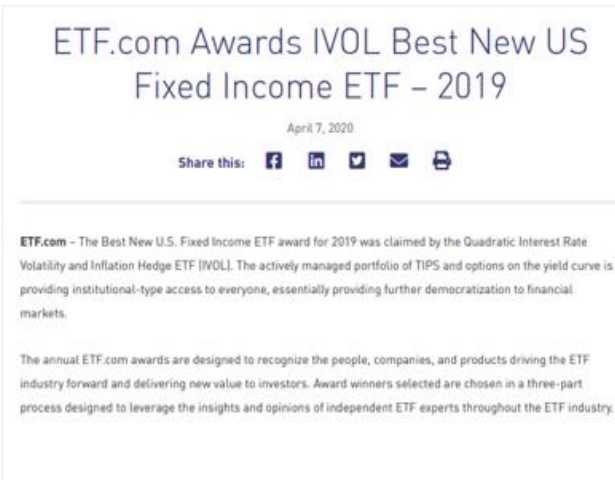 ETF.com Awards IVOL Best New US
Fixed Income ETF – 2019
April 7, 2020
Share this:
ETF.com – The Best New U.S. Fixed Income ETF award for 2019 was claimed by the Quadratic Interest Rate
Volatility and Inflation Hedge ETF (IVOL). The actively managed portfolio of TIPS and options on the yield curve is
providing institutional-type access to everyone, essentially providing further democratization to financial
markets.
The annual ETF.com awards are designed to recognize the people, companies, and products driving the ETF
industry forward and delivering new value to investors. Award winners selected are chosen in a three-part
process designed to leverage the insights and opinions of independent ETF experts throughout the ETF industry.